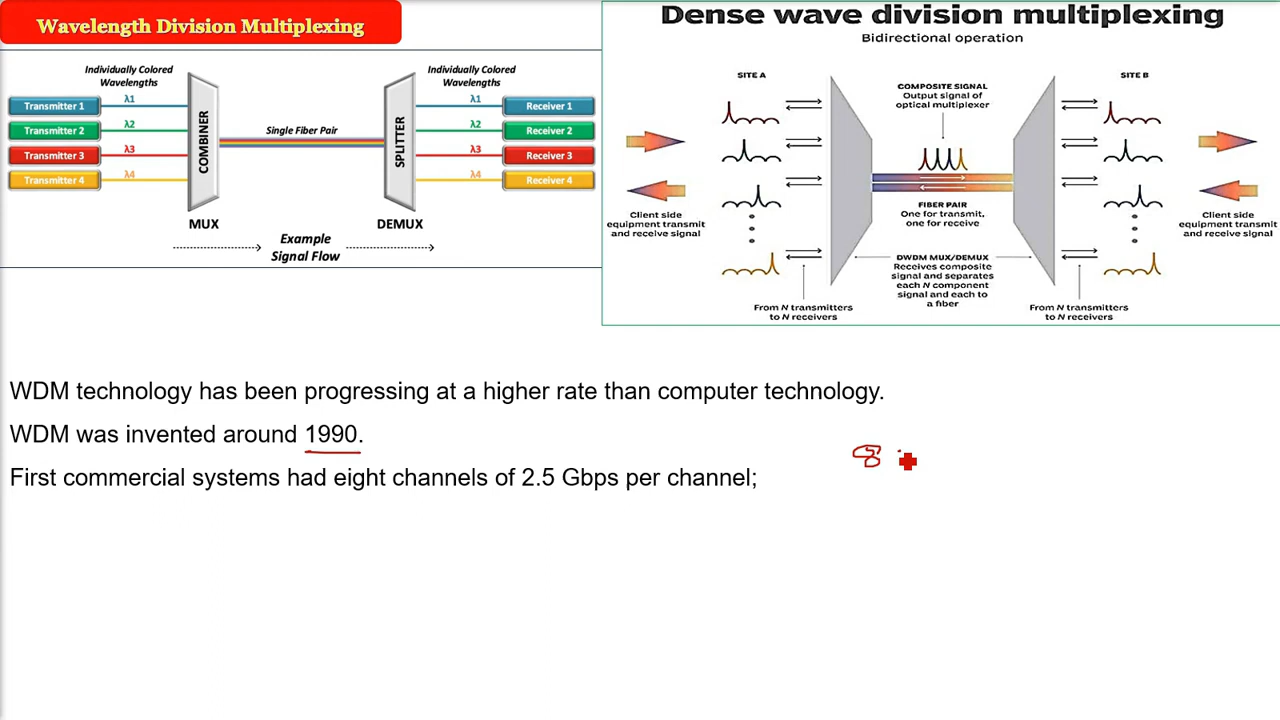 Wavelength Division Multiplexing
Individually Colored
Wavelengths
Individually Colored
Wavelengths
Transmitter 1
λ1
λ1
Receiver 1
Transmitter 2
λ2
λ2
Receiver 2
Transmitter 3
λ3
λ3
Receiver 3
Transmitter 4
λ4
λ4
Receiver 4
COMBINER
Single Fiber Pair
SPLITTER
MUX
DEMUX
Example
Signal Flow
Dense wave division multiplexing
Bidirectional operation
SITE A
SITE B
COMPOSITE SIGNAL
Output signal of
optical multiplexer
FIBER PAIR
One for transmit,
one for receive
Client side
equipment transmit
and receive signal
Client side
equipment transmit
and receive signal
DWDM MUX/DEMUX
Receives composite
signal and separates
each N component
signal and each to
a fiber
From N transmitters
to N receivers
From N transmitters
to N receivers
WDM technology has been progressing at a higher rate than computer technology.
WDM was invented around 1990.
8
First commercial systems had eight channels of 2.5 Gbps per channel;